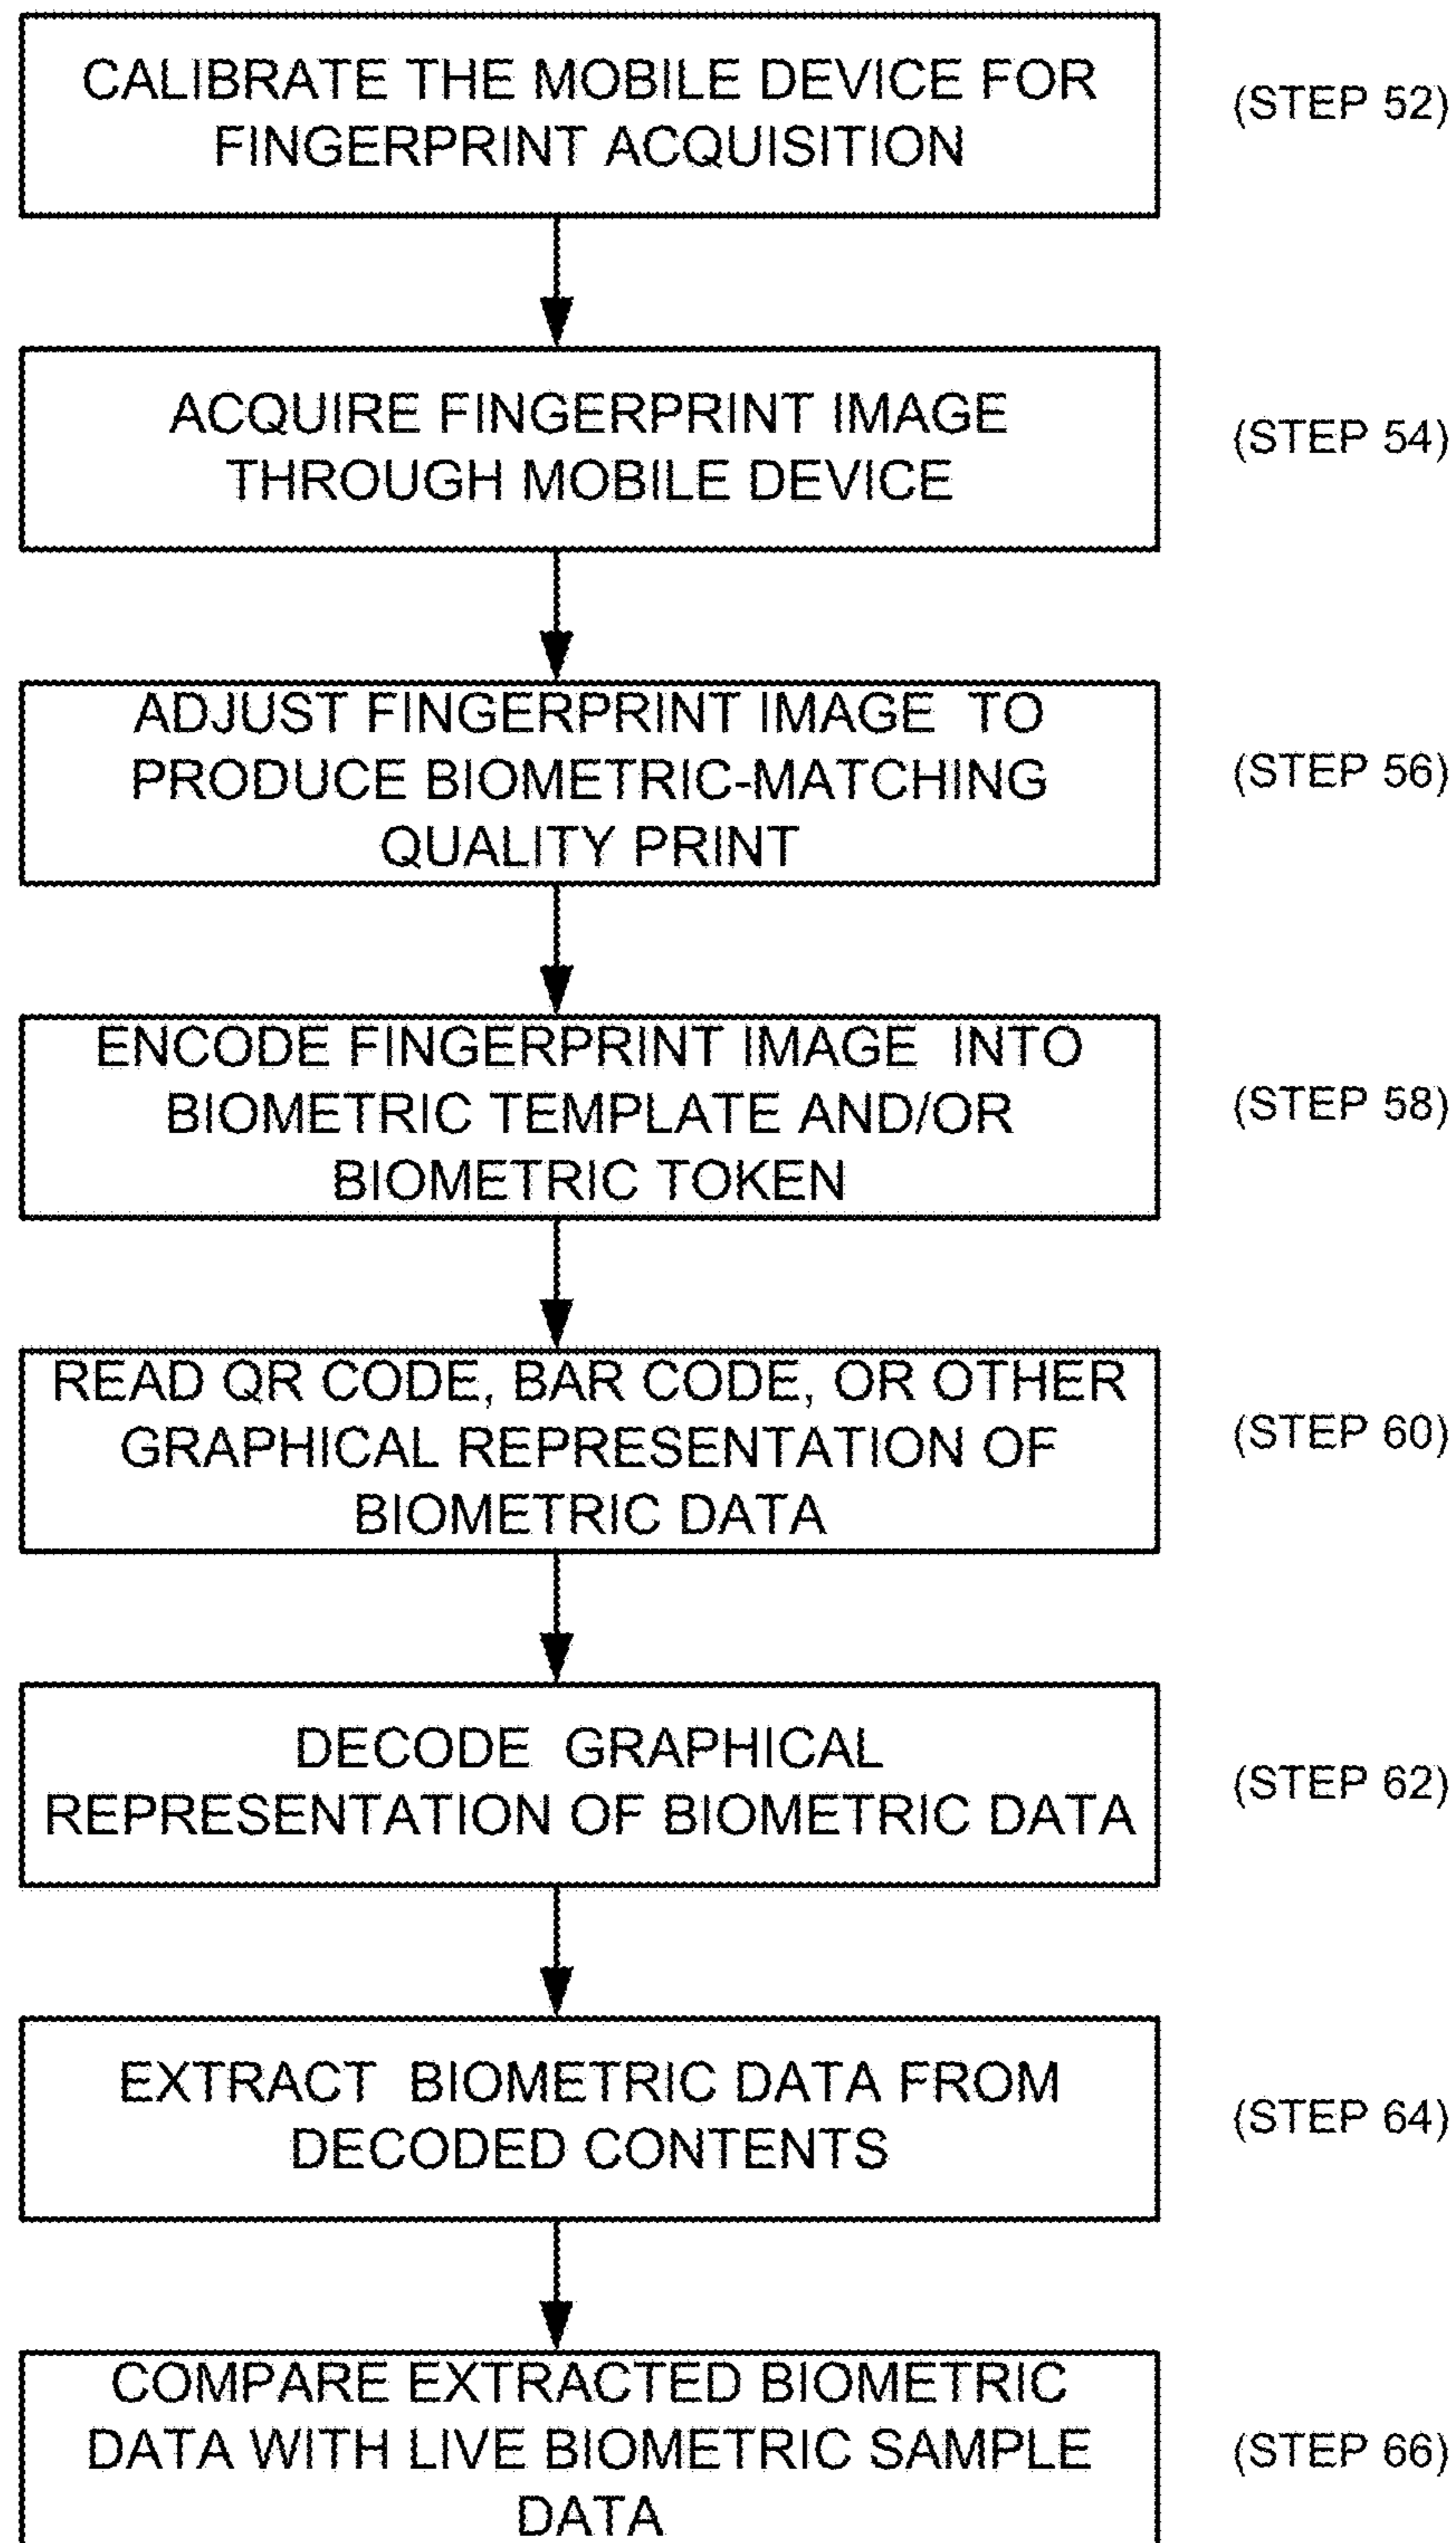 CALIBRATE THE MOBILE DEVICE FOR
FINGERPRINT ACQUISITION
(STEP 52)
ACQUIRE FINGERPRINT IMAGE
THROUGH MOBILE DEVICE
(STEP 54)
ADJUST FINGERPRINT IMAGE TO
PRODUCE BIOMETRIC-MATCHING
QUALITY PRINT
(STEP 56)
ENCODE FINGERPRINT IMAGE INTO
BIOMETRIC TEMPLATE AND/OR
BIOMETRIC TOKEN
(STEP 58)
READ QR CODE, BAR CODE, OR OTHER
GRAPHICAL REPRESENTATION OF
BIOMETRIC DATA
(STEP 60)
DECODE GRAPHICAL
REPRESENTATION OF BIOMETRIC DATA
(STEP 62)
EXTRACT BIOMETRIC DATA FROM
DECODED CONTENTS
(STEP 64)
COMPARE EXTRACTED BIOMETRIC
DATA WITH LIVE BIOMETRIC SAMPLE
DATA
(STEP 66)